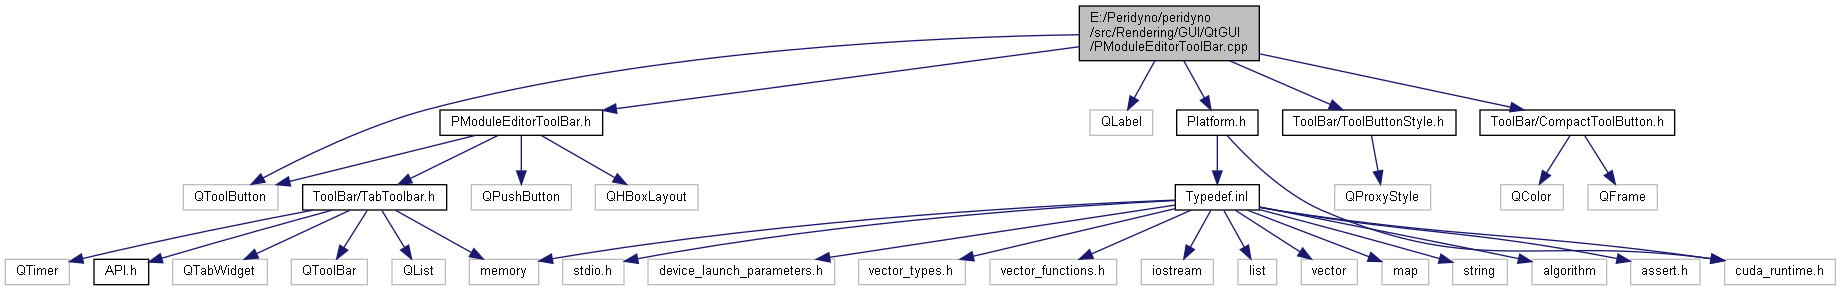 E:/Peridyno/peridyno
/src/Rendering/GUI/QtGUI
/PModuleEditorToolBar.cpp
PModuleEditorToolBar.h
QLabel
Platform.h
ToolBar/ToolButtonStyle.h
ToolBar/CompactToolButton.h
QToolButton
ToolBar/TabToolbar.h
QPushButton
QHBoxLayout
Typedef.inl
QProxyStyle
QColor
QFrame
QTimer
API.h
QTabWidget
QToolBar
QList
memory
stdio.h
device_launch_parameters.h
vector_types.h
vector_functions.h
iostream
list
vector
map
string
algorithm
assert.h
cuda_runtime.h